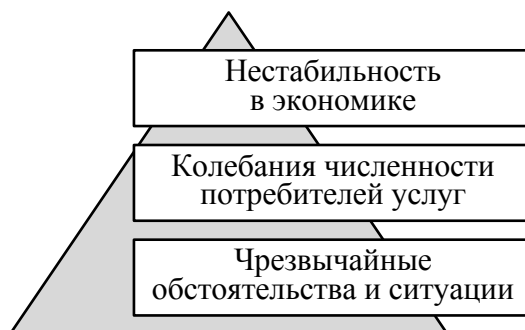 Нестабильность
в экономике
Колебания численности
потребителей услуг
Чрезвычайные
обстоятельства и ситуации